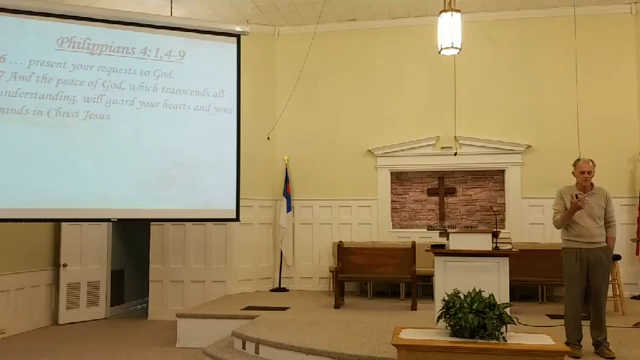 Philippians 4:1,4-9
6 ... present your requests to God.
7 And the peace of God, which transcends all
understanding, will guard your hearts and your
minds in Christ Jesus.